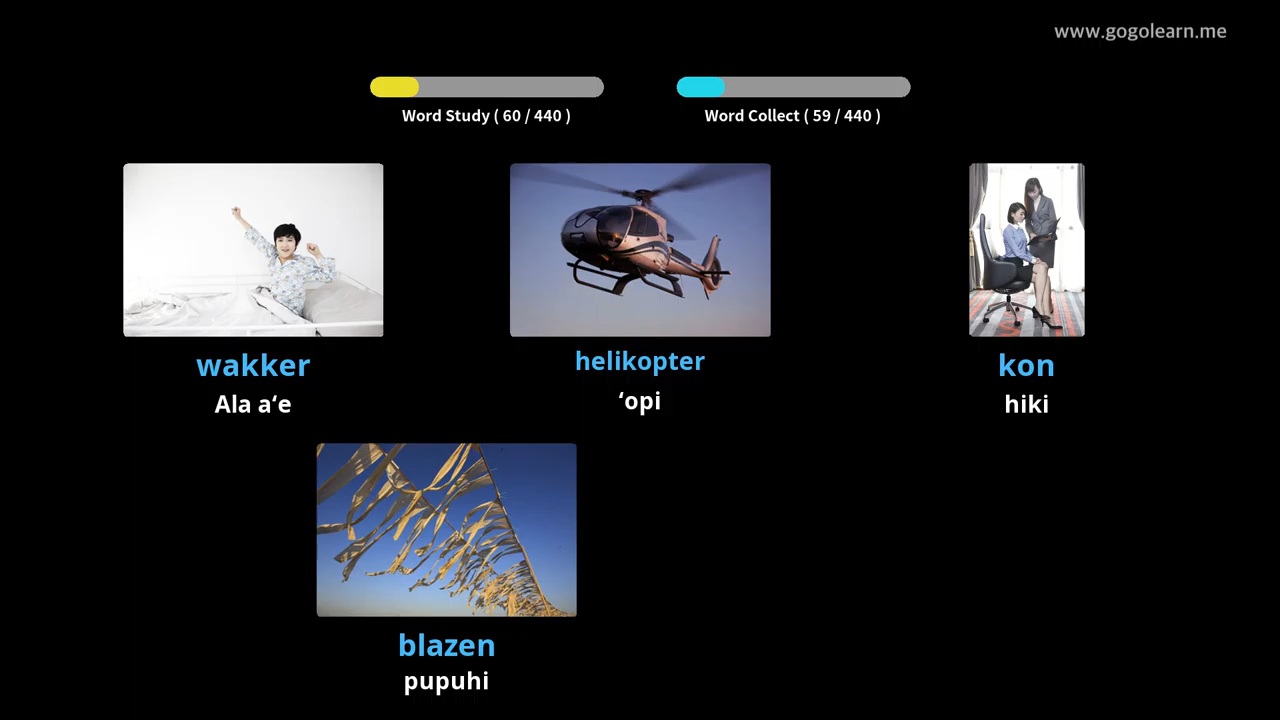 www.gogolearn.me
Word Study ( 60 / 440 )
Word Collect ( 59 / 440 )
wakker
Ala aʻe
helikopter
ʻopi
kon
hiki
blazen
pupuhi